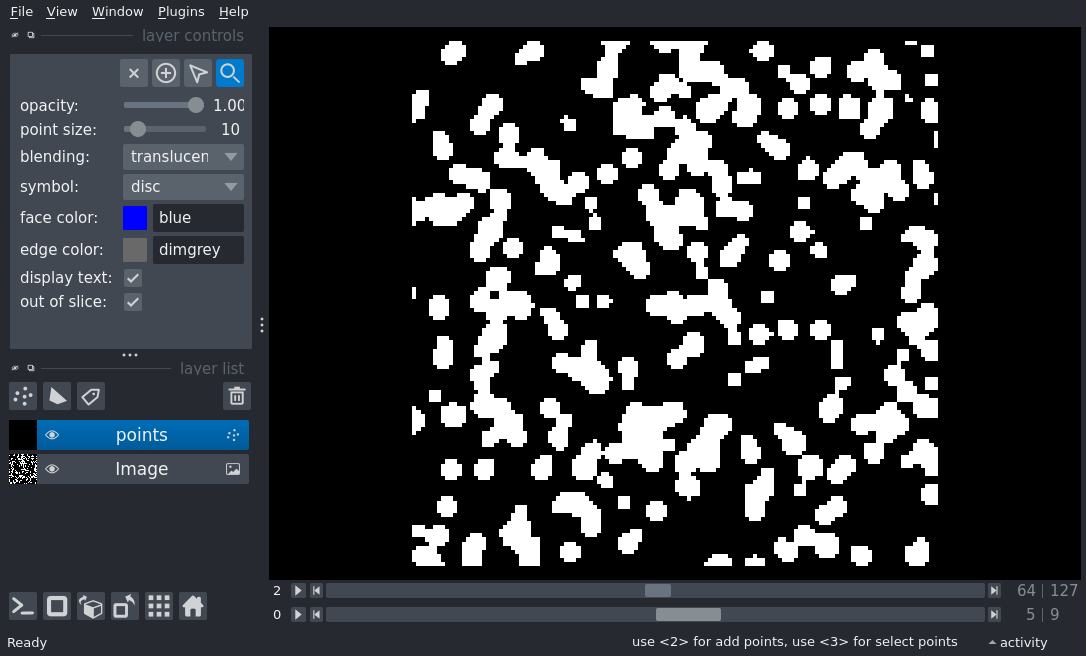 File View Window Plugins Help
layer controls
opacity: 1.00
point size: 10
blending: translucen
symbol: disc
face color: blue
edge color: dimgrey
display text:
out of slice:
layer list
points
Image
2 64 | 127
0 5 | 9
Ready use <2> for add points, use <3> for select points activity